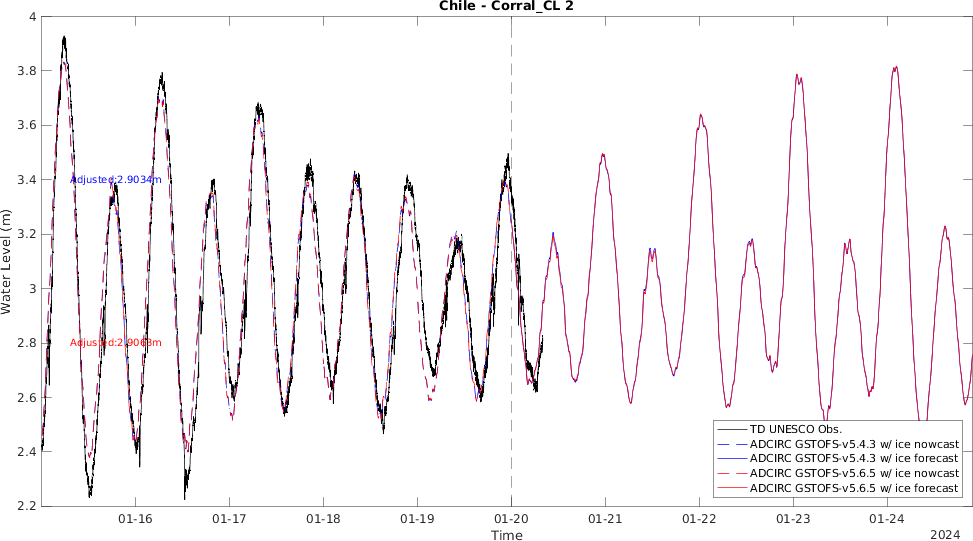 Chile - Corral_CL 2
Water Level (m)
4
3.8
3.6
3.4
3.2
3
2.8
2.6
2.4
2.2
Adjusted:2.9034m
Adjusted:2.9063m
TD UNESCO Obs.
ADCIRC GSTOFS-v5.4.3 w/ ice nowcast
ADCIRC GSTOFS-v5.4.3 w/ ice forecast
ADCIRC GSTOFS-v5.6.5 w/ ice nowcast
ADCIRC GSTOFS-v5.6.5 w/ ice forecast
01-16 01-17 01-18 01-19 01-20 01-21 01-22 01-23 01-24
Time
2024